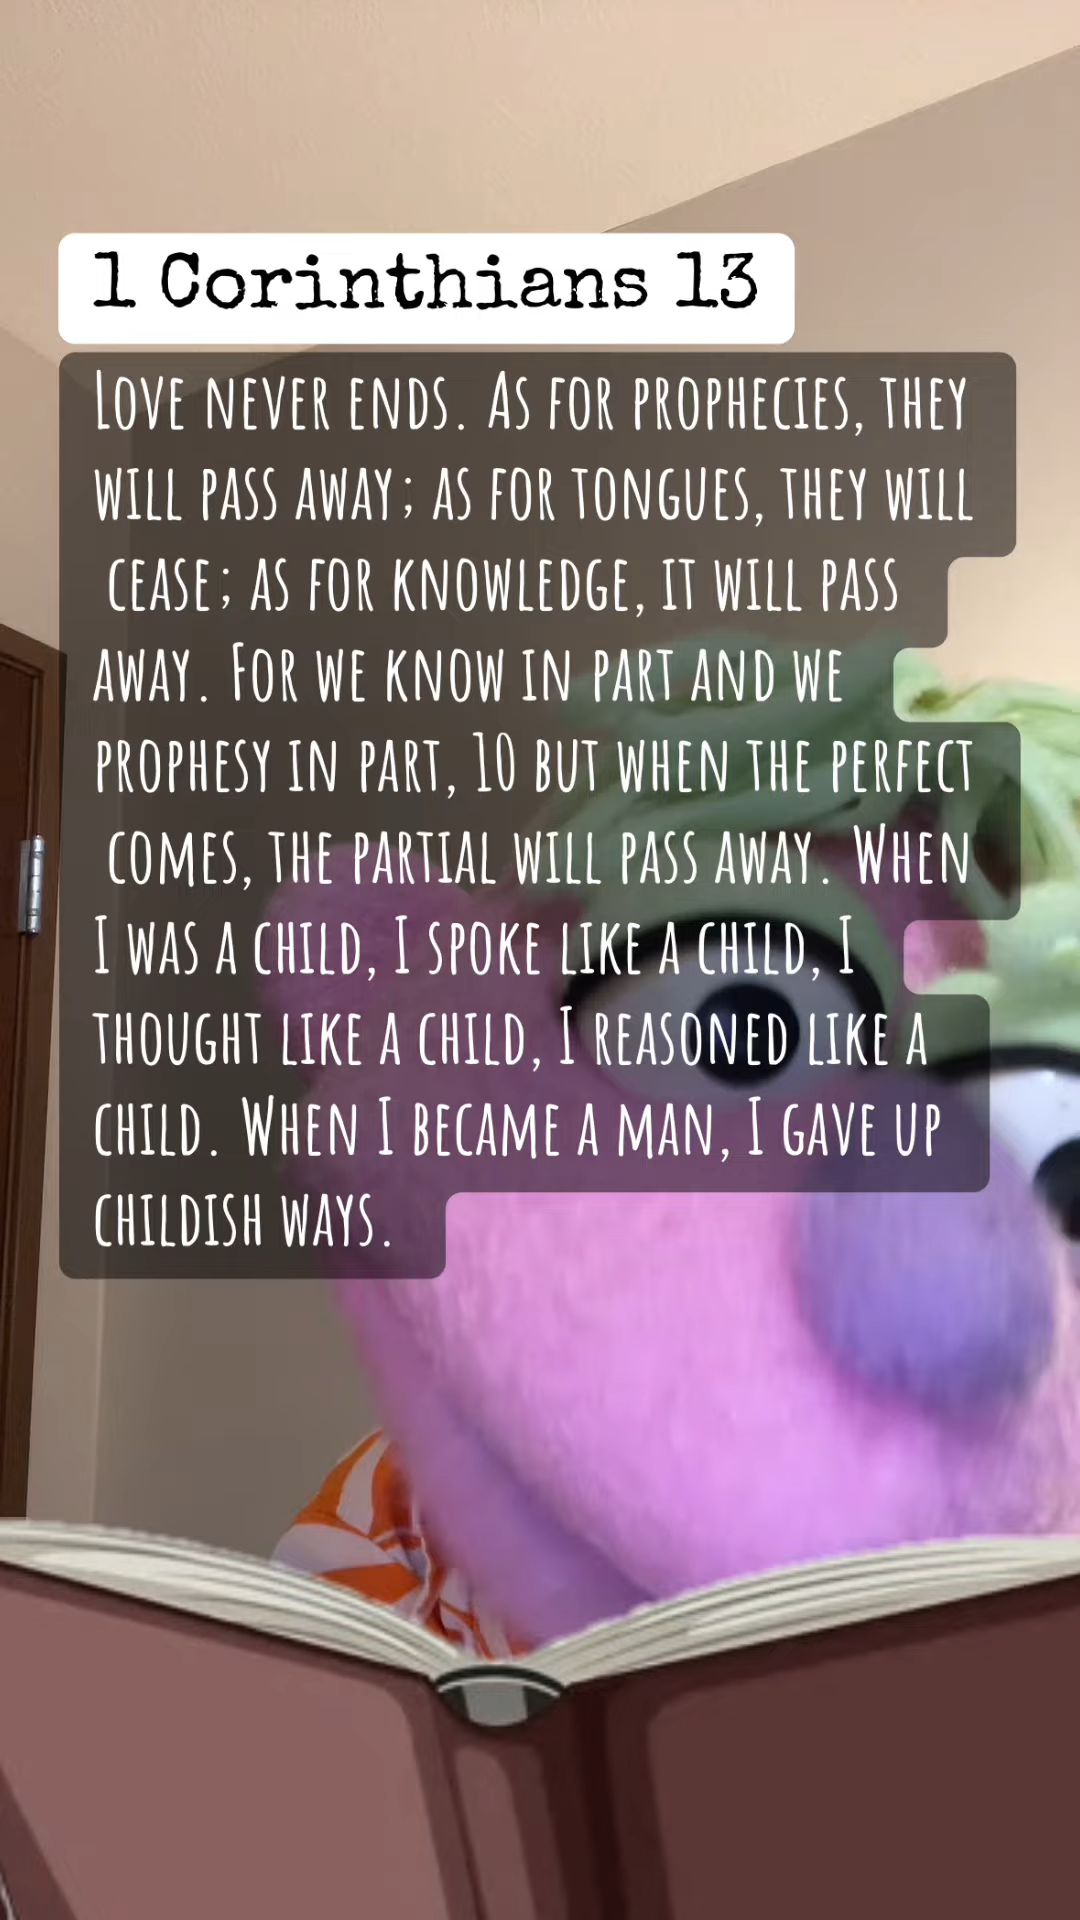 1 Corinthians 13
Love never ends. As for prophecies, they
will pass away; as for tongues, they will
cease; as for knowledge, it will pass
away. For we know in part and we
prophesy in part, 10 but when the perfect
comes, the partial will pass away. When
I was a child, I spoke like a child, I
thought like a child, I reasoned like a
child. When I became a man, I gave up
childish ways.